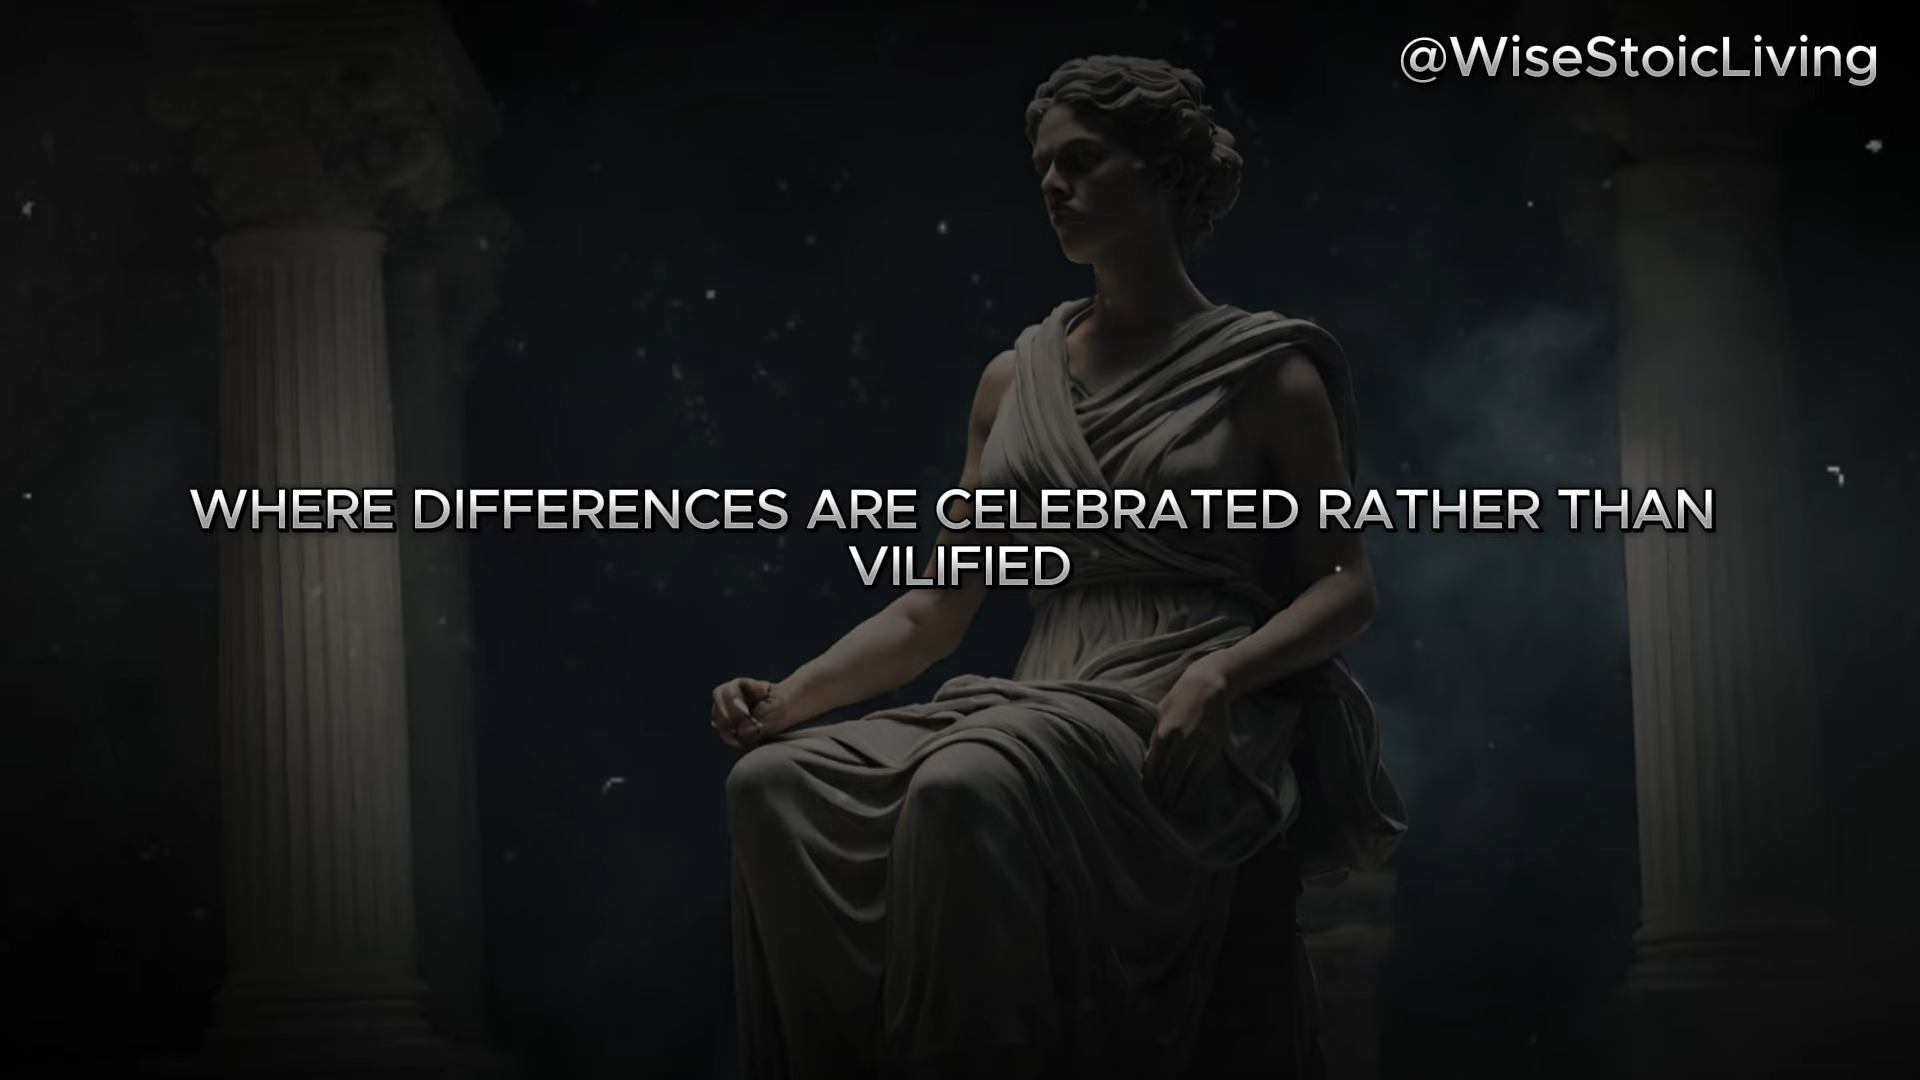 @WiseStoicLiving
WHERE DIFFERENCES ARE CELEBRATED RATHER THAN
VILIFIED